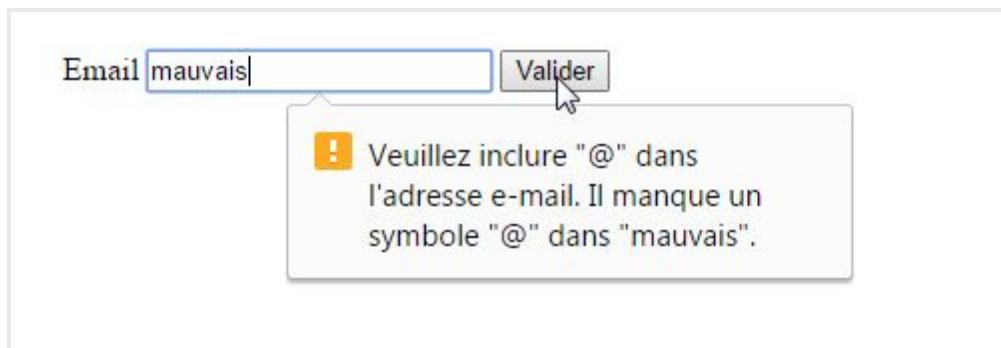 Email mauvais Valider
Veuillez inclure "@" dans
l'adresse e-mail. Il manque un
symbole "@" dans "mauvais".